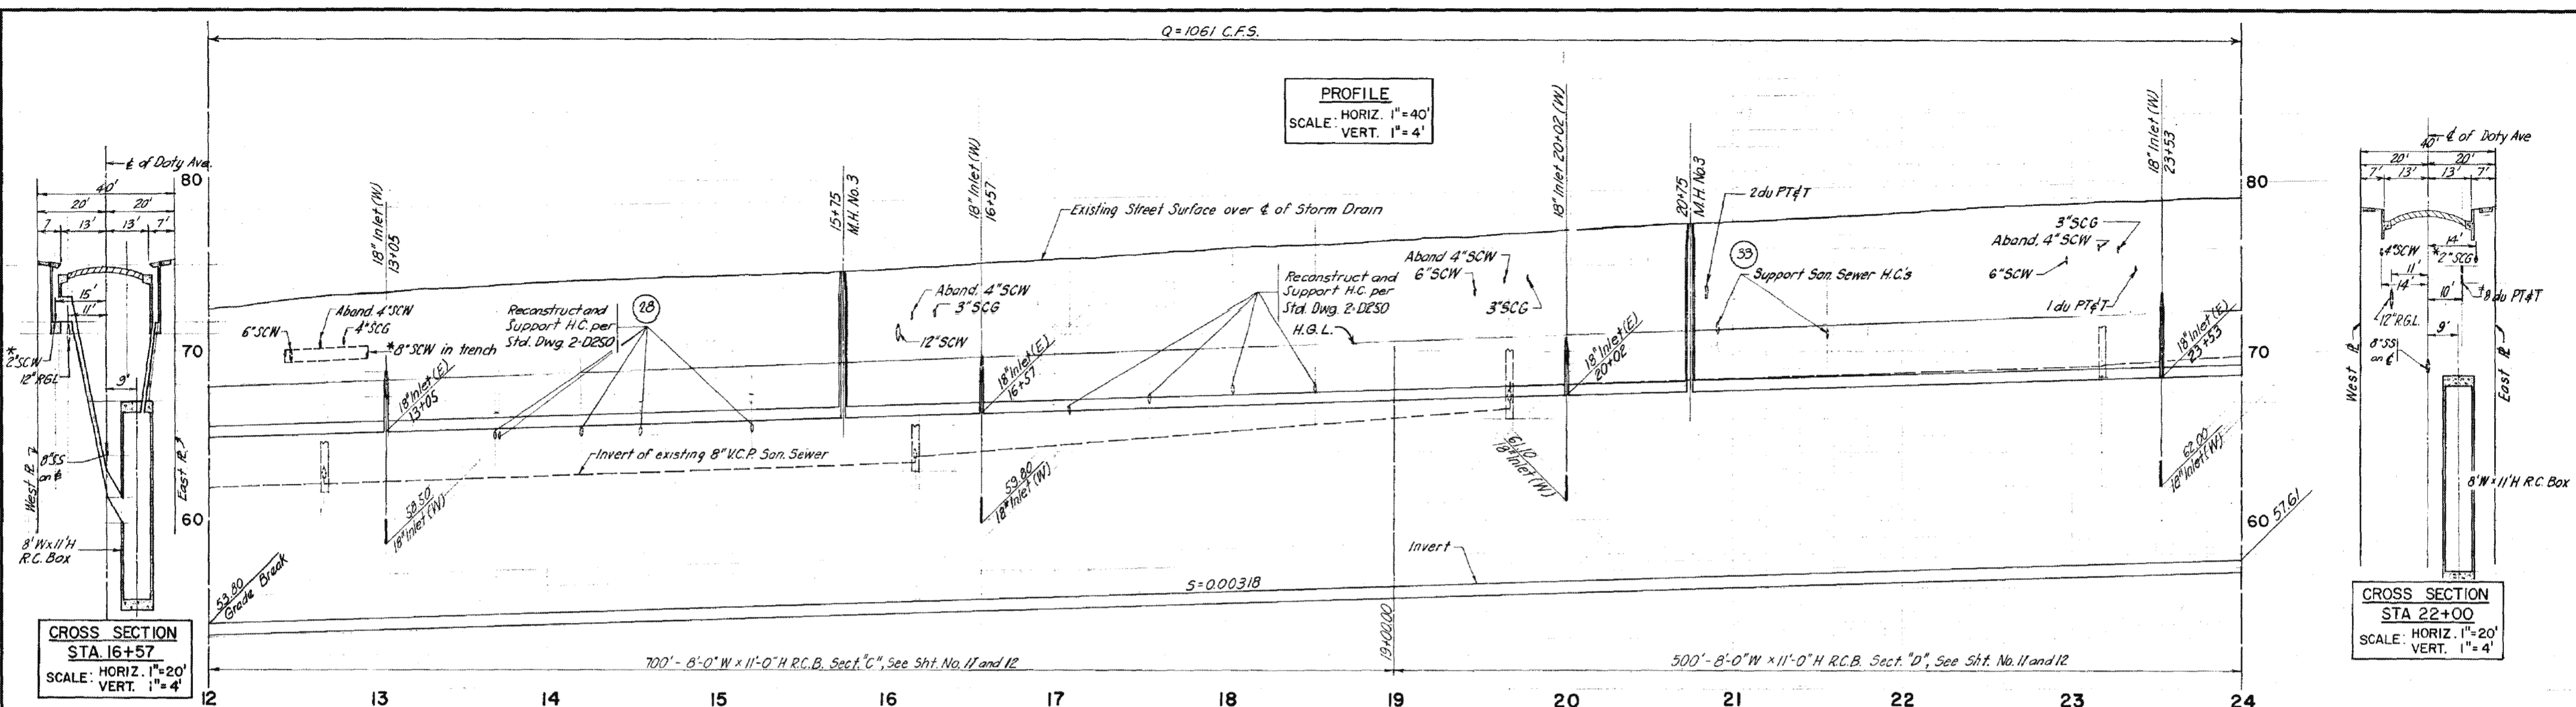 Q = 1061 C.F.S.
PROFILE
SCALE: HORIZ. 1"=40'
VERT. 1"=4'
℄ of Doty Ave.
40'
20' 20'
7 13' 13' 7'
15'
11'
*
2"SCW
12"RGL
9'
8"SS
on ℄
West ⅊
East ⅊
8'Wx11'H
R.C. Box
CROSS SECTION
STA. 16+57
SCALE: HORIZ. 1"=20'
VERT. 1"=4'
80
70
60
53.80
Grade Break
6"SCW
Aband. 4"SCW
4"SCG
*8"SCW in trench
18" Inlet (W)
13+05
18" Inlet (E)
13+05
58.50
18" Inlet (W)
Reconstruct and
Support H.C. per
Std. Dwg. 2-D250
28
Invert of existing 8" V.C.P. San. Sewer
15+75
M.H. No.3
Aband. 4"SCW
3"SCG
12"SCW
18" Inlet (W)
16+57
18" Inlet (E)
16+57
59.80
18" Inlet (W)
Existing Street Surface over ℄ of Storm Drain
Reconstruct and
Support H.C. per
Std. Dwg. 2-D250
H.G.L.
Aband 4"SCW
6"SCW
3"SCG
18" Inlet 20+02 (W)
18" Inlet (E)
20+02
61.10
18" Inlet (W)
20+75
M.H. No.3
2 du PT&T
33
Support San. Sewer H.C.'s
3"SCG
Aband. 4"SCW
6"SCW
1 du PT&T
18" Inlet (W)
23+53
18" Inlet (E)
23+53
62.00
18" Inlet (W)
Invert
S=0.00318
19+00.00
700' - 8'-0" W x 11'-0" H R.C.B. Sect. "C", See Sht. No. 11 and 12
500' - 8'-0" W x 11'-0" H R.C.B. Sect. "D", See Sht. No. 11 and 12
12 13 14 15 16 17 18 19 20 21 22 23 24
80
70
60
57.61
℄ of Doty Ave
40'
20' 20'
7' 13' 13' 7'
14'
4"SCW
*2"SCG
11'
14
10'
*8 du PT&T
12"R.G.L.
9'
8"SS
on ℄
West ⅊
East ⅊
8'W x 11'H R.C. Box
CROSS SECTION
STA 22+00
SCALE: HORIZ. 1"=20'
VERT. 1"=4'